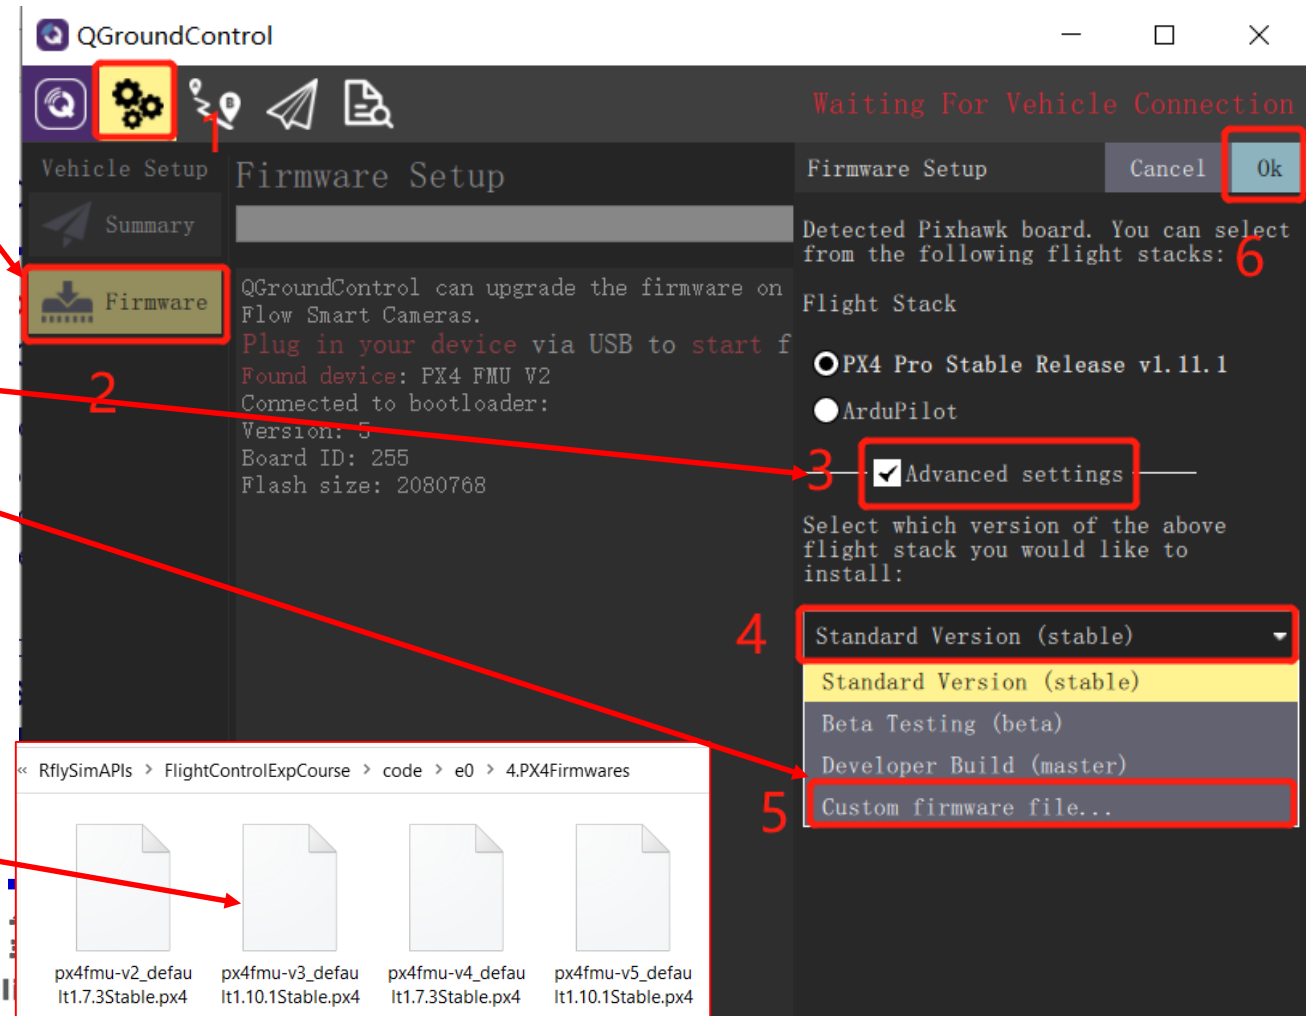 QGroundControl
Waiting For Vehicle Connection
1
Vehicle Setup
Summary
Firmware
2
Firmware Setup
QGroundControl can upgrade the firmware on
Flow Smart Cameras.
Plug in your device via USB to start f
Found device: PX4 FMU V2
Connected to bootloader:
Version: 5
Board ID: 255
Flash size: 2080768
Firmware Setup
Cancel
Ok
6
Detected Pixhawk board. You can select
from the following flight stacks:
Flight Stack
PX4 Pro Stable Release v1.11.1
ArduPilot
3
Advanced settings
Select which version of the above
flight stack you would like to
install:
4
Standard Version (stable)
Standard Version (stable)
Beta Testing (beta)
Developer Build (master)
5
Custom firmware file...
« RflySimAPIs > FlightControlExpCourse > code > e0 > 4.PX4Firmwares
px4fmu-v2_defau
lt1.7.3Stable.px4
px4fmu-v3_defau
lt1.10.1Stable.px4
px4fmu-v4_defau
lt1.7.3Stable.px4
px4fmu-v5_defau
lt1.10.1Stable.px4